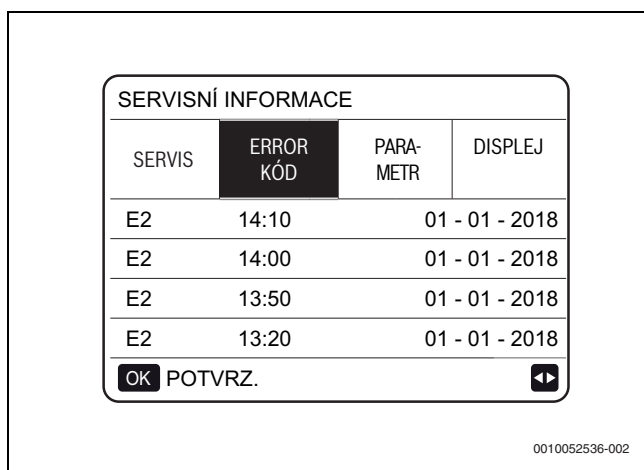 SERVISNÍ INFORMACE
SERVIS ERROR KÓD PARA-METR DISPLEJ
E2 14:10 01 - 01 - 2018
E2 14:00 01 - 01 - 2018
E2 13:50 01 - 01 - 2018
E2 13:20 01 - 01 - 2018
OK POTVRZ.
0010052536-002